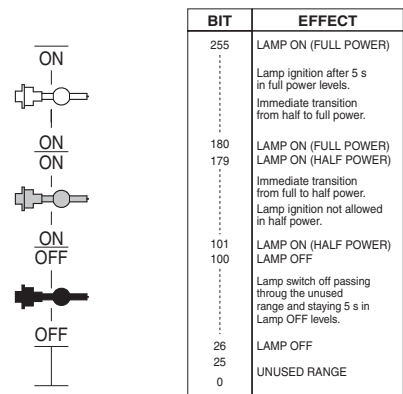 BIT EFFECT
255 LAMP ON (FULL POWER)
ON
Lamp ignition after 5 s
in full power levels.
Immediate transition
from half to full power.
ON 180 LAMP ON (FULL POWER)
ON 179 LAMP ON (HALF POWER)
Immediate transition
from full to half power.
Lamp ignition not allowed
in half power.
ON 101 LAMP ON (HALF POWER)
OFF 100 LAMP OFF
Lamp switch off passing
throug the unused
range and staying 5 s in
Lamp OFF levels.
OFF
26 LAMP OFF
25
UNUSED RANGE
0